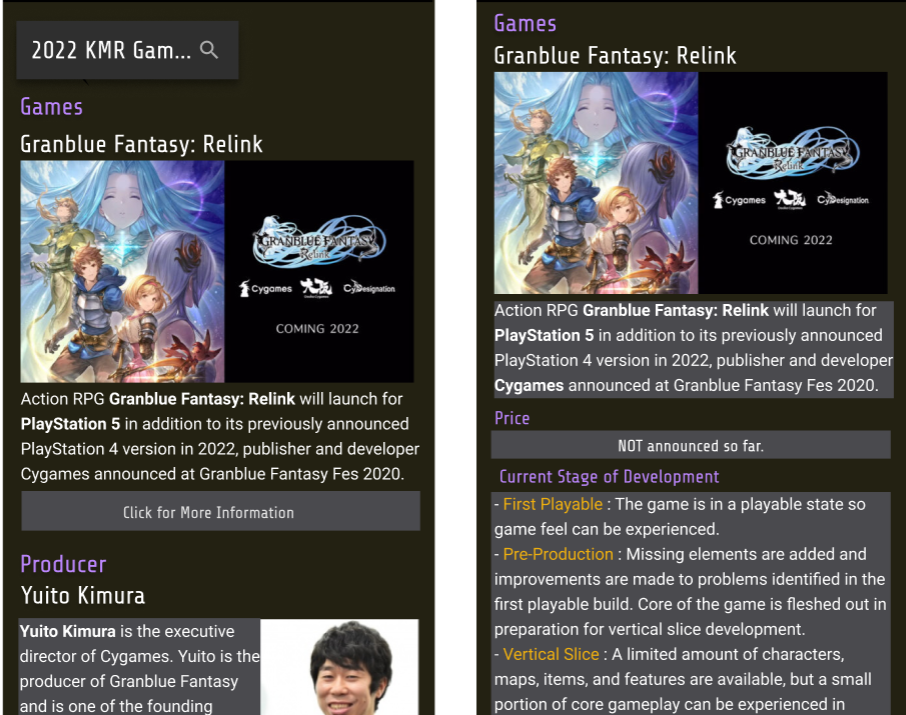 2022 KMR Gam...
Games
Granblue Fantasy: Relink
GRANBLUE FANTASY
Relink
Cygames
CyDesignation
COMING 2022
Action RPG Granblue Fantasy: Relink will launch for
PlayStation 5 in addition to its previously announced
PlayStation 4 version in 2022, publisher and developer
Cygames announced at Granblue Fantasy Fes 2020.
Click for More Information
Producer
Yuito Kimura
Yuito Kimura is the executive
director of Cygames. Yuito is the
producer of Granblue Fantasy
and is one of the founding
Games
Granblue Fantasy: Relink
GRANBLUE FANTASY
Relink
Cygames
CyDesignation
COMING 2022
Action RPG Granblue Fantasy: Relink will launch for
PlayStation 5 in addition to its previously announced
PlayStation 4 version in 2022, publisher and developer
Cygames announced at Granblue Fantasy Fes 2020.
Price
NOT announced so far.
Current Stage of Development
- First Playable : The game is in a playable state so
game feel can be experienced.
- Pre-Production : Missing elements are added and
improvements are made to problems identified in the
first playable build. Core of the game is fleshed out in
preparation for vertical slice development.
- Vertical Slice : A limited amount of characters,
maps, items, and features are available, but a small
portion of core gameplay can be experienced in